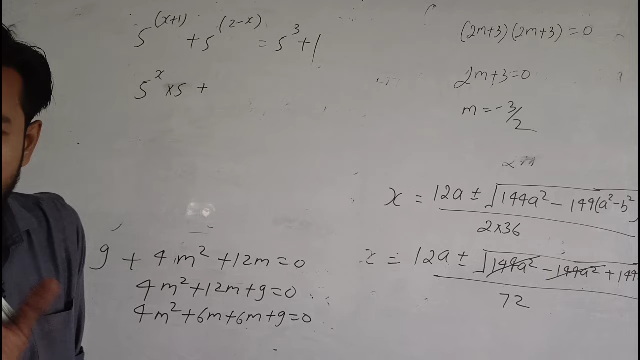 5^(x+1) + 5^(2-x) = 5^3 + 1
5^x × 5 +
9 + 4m² + 12m = 0
4m² + 12m + 9 = 0
4m² + 6m + 6m + 9 = 0
(2m+3)(2m+3) = 0
2m+3 = 0
m = -3/2
x = 12a ± √144a² - 144(a² - b²
2×36
x = 12a ± √144a² - 144a² + 144
72